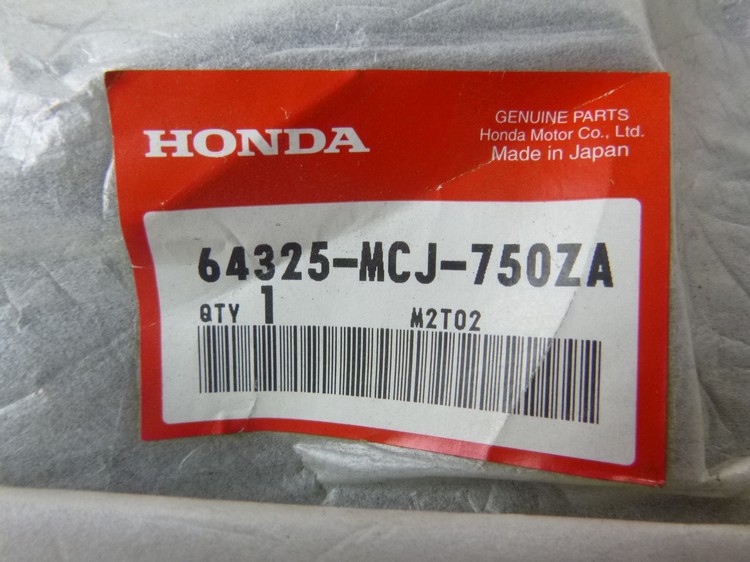 HONDA
GENUINE PARTS
Honda Motor Co., Ltd.
Made in Japan
64325-MCJ-750ZA
QTY 1 M2T02